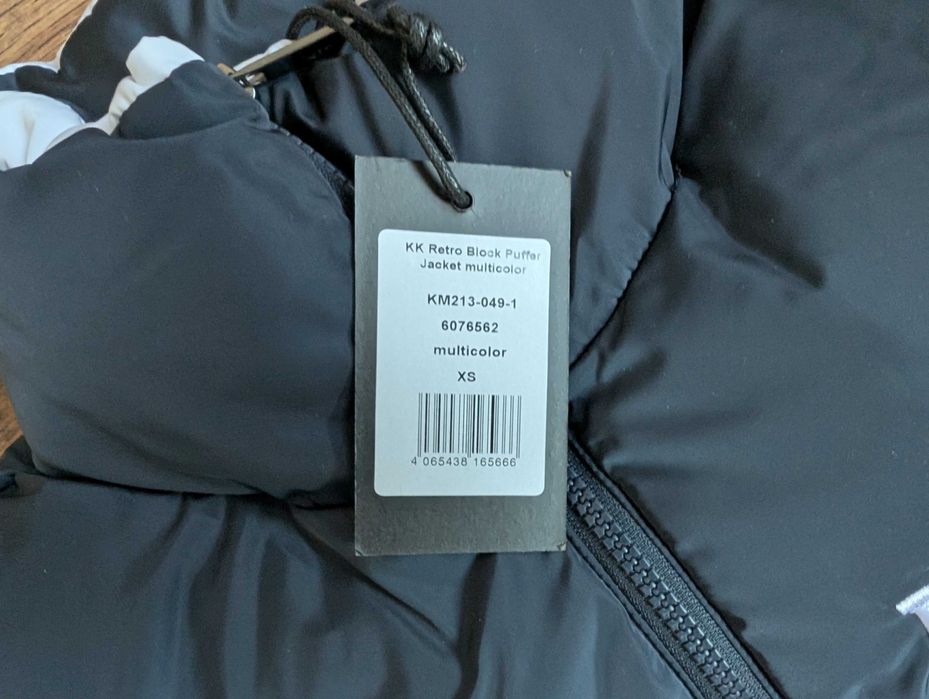 KK Retro Block Puffer
Jacket multicolor
KM213-049-1
6076562
multicolor
XS
4 065438 165666